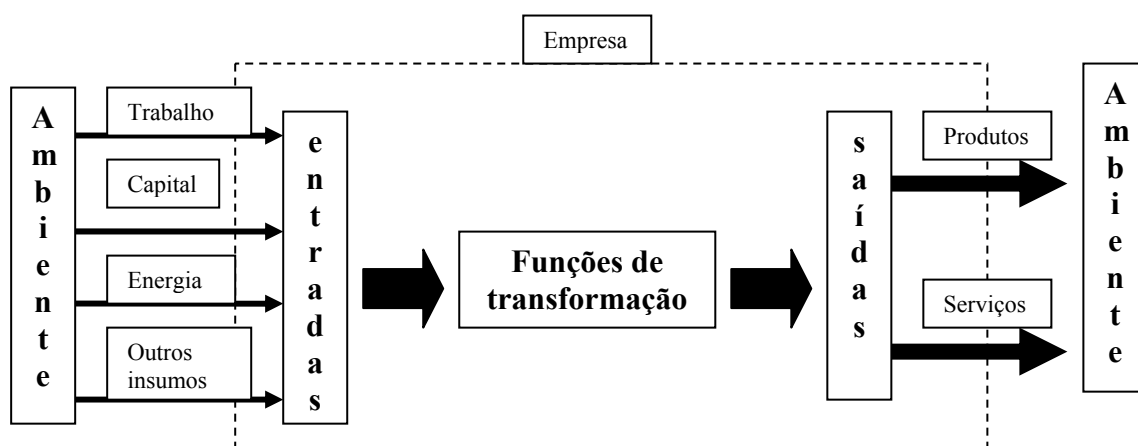 Empresa
Ambiente
Trabalho
Capital
Energia
Outros
insumos
entradas
Funções de
transformação
saídas
Produtos
Serviços
Ambiente